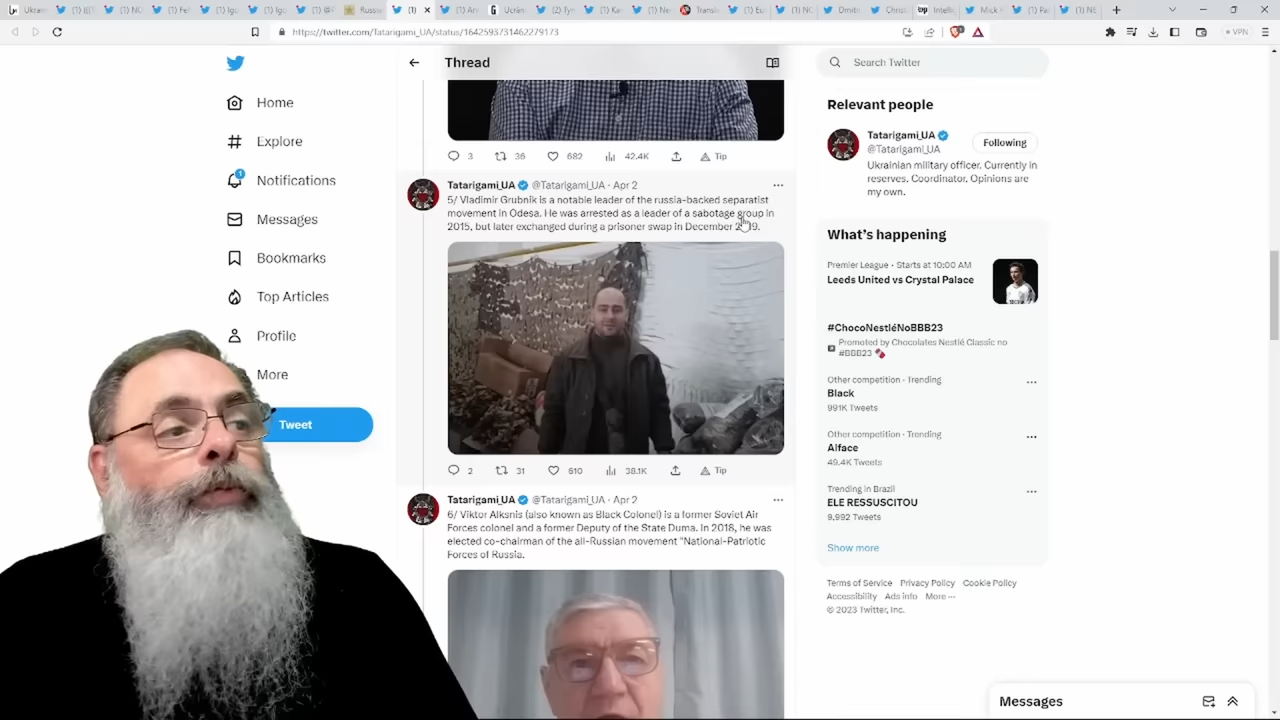 https://twitter.com/Tatarigami_UA/status/1642593731462279173
VPN
Home
Explore
1
Notifications
Messages
Bookmarks
Top Articles
Profile
More
Tweet
Thread
3 36 682 42.4K Tip
Tatarigami_UA @Tatarigami_UA · Apr 2
5/ Vladimir Grubnik is a notable leader of the russia-backed separatist
movement in Odesa. He was arrested as a leader of a sabotage group in
2015, but later exchanged during a prisoner swap in December 2019.
2 31 610 38.1K Tip
Tatarigami_UA @Tatarigami_UA · Apr 2
6/ Viktor Alksnis (also known as Black Colonel) is a former Soviet Air
Forces colonel and a former Deputy of the State Duma. In 2018, he was
elected co-chairman of the all-Russian movement "National-Patriotic
Forces of Russia.
Search Twitter
Relevant people
Tatarigami_UA
@Tatarigami_UA
Following
Ukrainian military officer. Currently in
reserves. Coordinator. Opinions are
my own.
What's happening
Premier League · Starts at 10:00 AM
Leeds United vs Crystal Palace
#ChocoNestléNoBBB23
Promoted by Chocolates Nestlé Classic no
#BBB23
Other competition · Trending
Black
991K Tweets
Other competition · Trending
Alface
49.4K Tweets
Trending in Brazil
ELE RESSUSCITOU
9,992 Tweets
Show more
Terms of Service Privacy Policy Cookie Policy
Accessibility Ads info More ···
© 2023 Twitter, Inc.
Messages